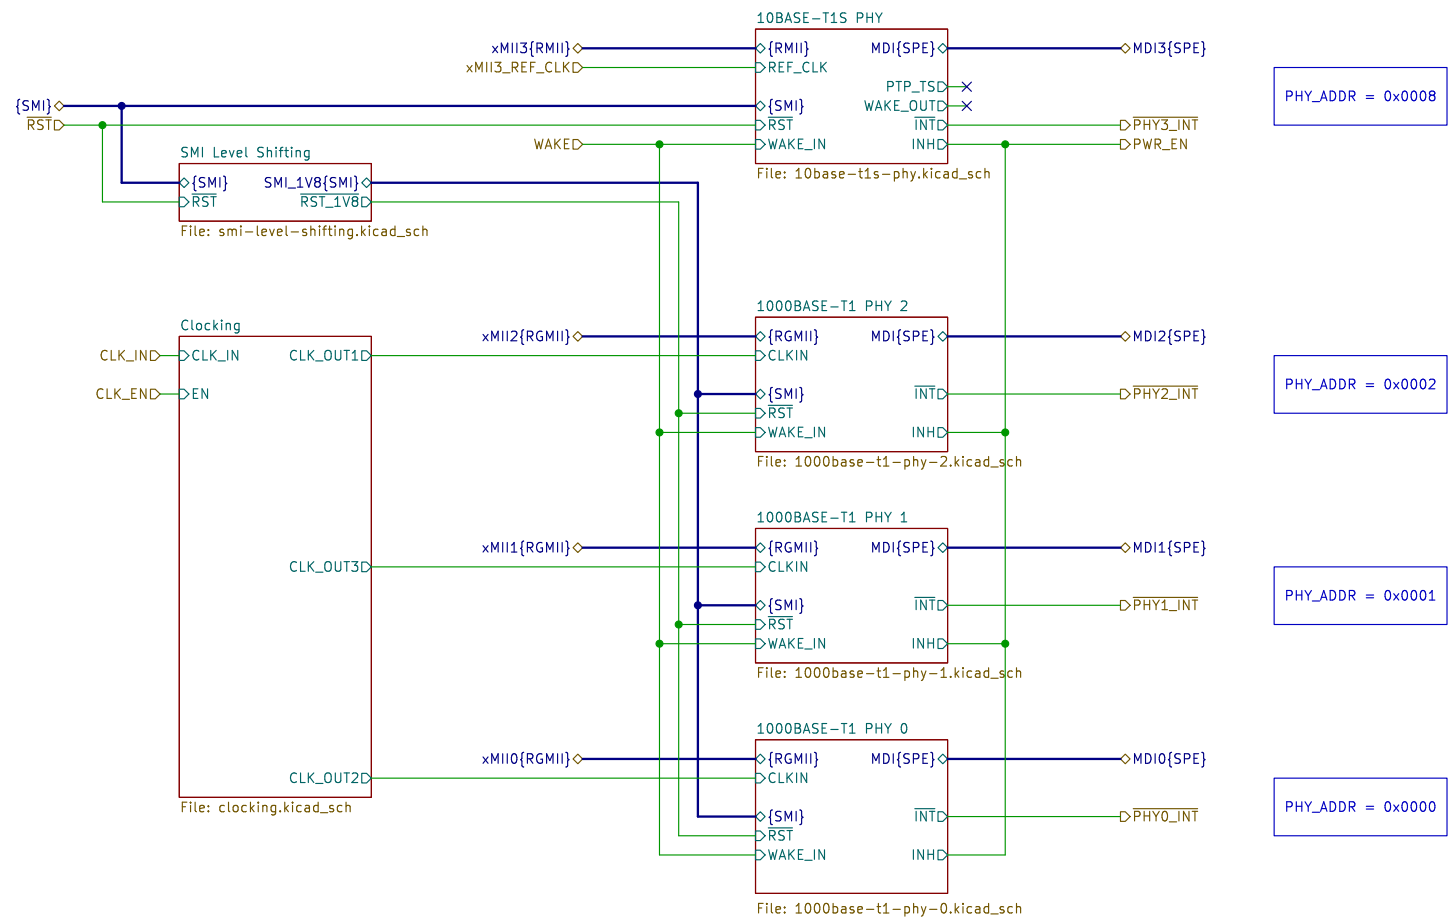 10BASE-T1S PHY
xMII3{RMII} {RMII} MDI{SPE} MDI3{SPE}
xMII3_REF_CLK REF_CLK
PTP_TS
PHY_ADDR = 0x0008
{SMI} {SMI} WAKE_OUT
RST RST INT PHY3_INT
WAKE WAKE_IN INH PWR_EN
SMI Level Shifting
File: 10base-t1s-phy.kicad_sch
{SMI} SMI_1V8{SMI}
RST RST_1V8
File: smi-level-shifting.kicad_sch
1000BASE-T1 PHY 2
Clocking
xMII2{RGMII} {RGMII} MDI{SPE} MDI2{SPE}
CLK_IN CLK_IN CLK_OUT1 CLKIN
PHY_ADDR = 0x0002
CLK_EN EN {SMI} INT PHY2_INT
RST
WAKE_IN INH
File: 1000base-t1-phy-2.kicad_sch
1000BASE-T1 PHY 1
xMII1{RGMII} {RGMII} MDI{SPE} MDI1{SPE}
CLK_OUT3 CLKIN
PHY_ADDR = 0x0001
{SMI} INT PHY1_INT
RST
WAKE_IN INH
File: 1000base-t1-phy-1.kicad_sch
1000BASE-T1 PHY 0
xMII0{RGMII} {RGMII} MDI{SPE} MDI0{SPE}
CLK_OUT2 CLKIN
File: clocking.kicad_sch
PHY_ADDR = 0x0000
{SMI} INT PHY0_INT
RST
WAKE_IN INH
File: 1000base-t1-phy-0.kicad_sch